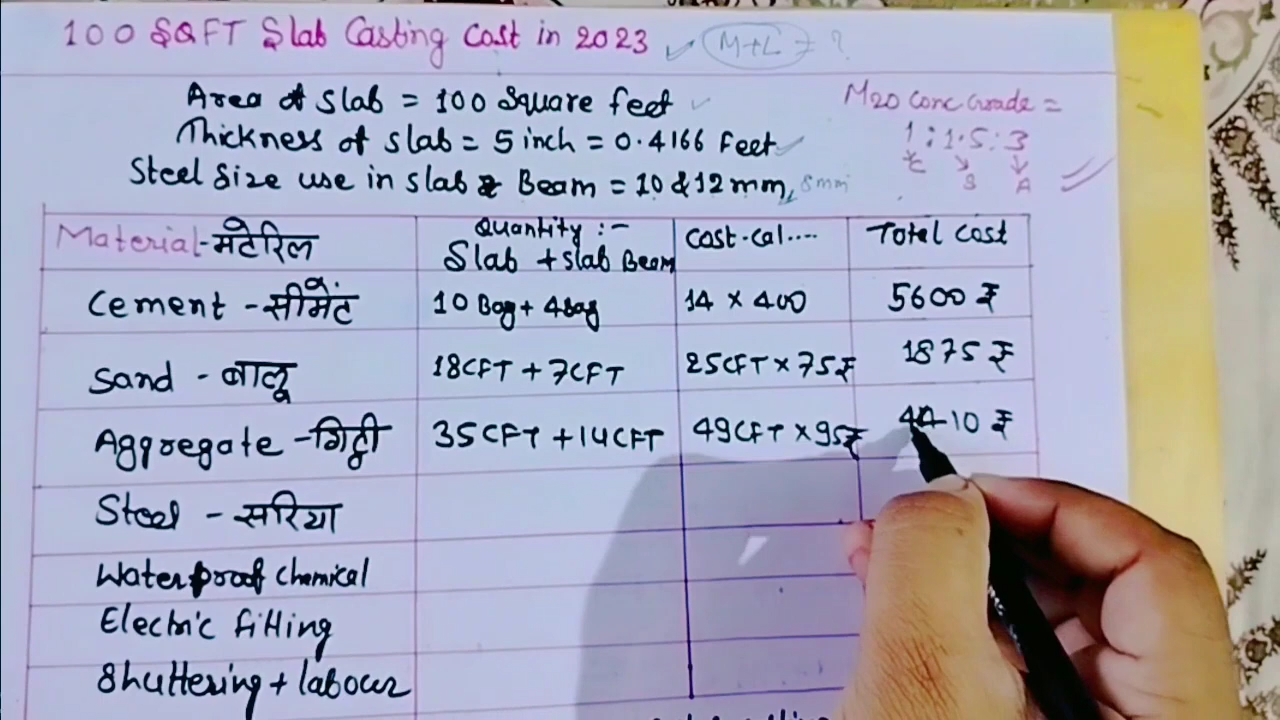 100 SQFT Slab Casting Cost in 2023 ✓ M+L = ?
Area of slab = 100 Square feet
M20 Conc Grade =
Thickness of slab = 5 inch = 0.4166 Feet
1 : 1.5 : 3
C S A
Steel Size use in slab & Beam = 10 & 12 mm, 8mm
Material-मटेरिल Quantity :- Slab + slab Beam Cost-cal.... Total Cost
Cement - सीमेंट 10 Bag + 4Bag 14 × 400 5600 ₹
Sand - बालू 18CFT + 7CFT 25CFT × 75₹ 1875 ₹
Aggregate - गिट्टी 35CFT + 14CFT 49CFT × 95₹ 4410 ₹
Steel - सरिया
Waterproof chemical
Electric fitting
Shuttering + labour